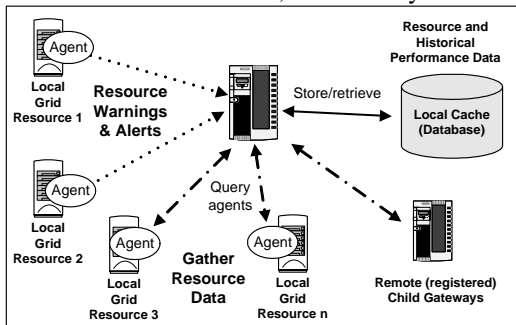 Agent
Local
Grid
Resource 1
Resource
Warnings
& Alerts
Resource and
Historical
Performance Data
Store/retrieve
Local Cache
(Database)
Agent
Local
Grid
Resource 2
Query
agents
Agent
Local
Grid
Resource 3
Gather
Resource
Data
Agent
Local
Grid
Resource n
Remote (registered)
Child Gateways